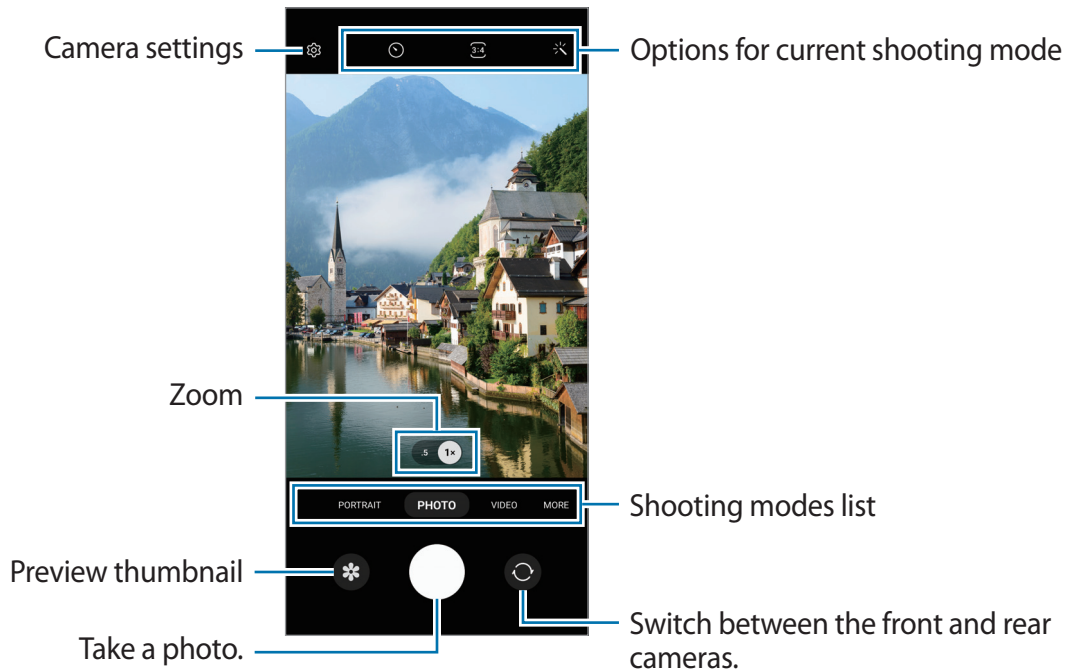 Camera settings
3:4
Options for current shooting mode
Zoom
.5 1×
PORTRAIT PHOTO VIDEO MORE
Shooting modes list
Preview thumbnail
Take a photo.
Switch between the front and rear
cameras.